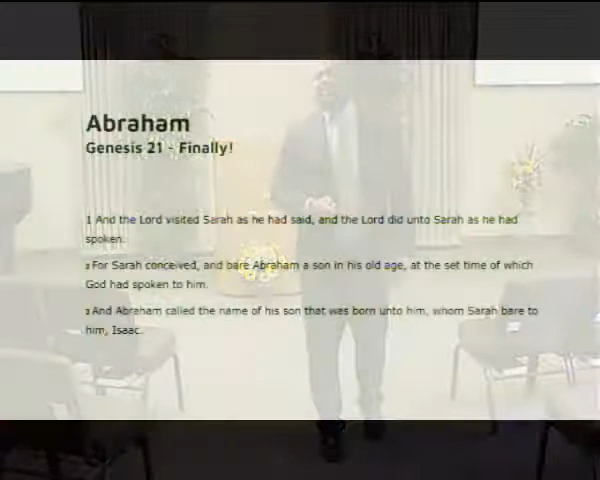 Abraham
Genesis 21 - Finally!
1 And the Lord visited Sarah as he had said, and the Lord did unto Sarah as he had
spoken.
2 For Sarah conceived, and bare Abraham a son in his old age, at the set time of which
God had spoken to him.
3 And Abraham called the name of his son that was born unto him, whom Sarah bare to
him, Isaac.